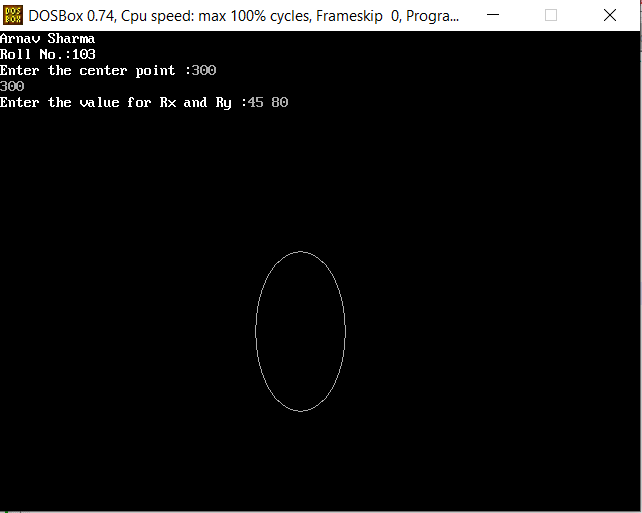 DOSBox 0.74, Cpu speed: max 100% cycles, Frameskip 0, Progra...
Arnav Sharma
Roll No.:103
Enter the center point :300
300
Enter the value for Rx and Ry :45 80